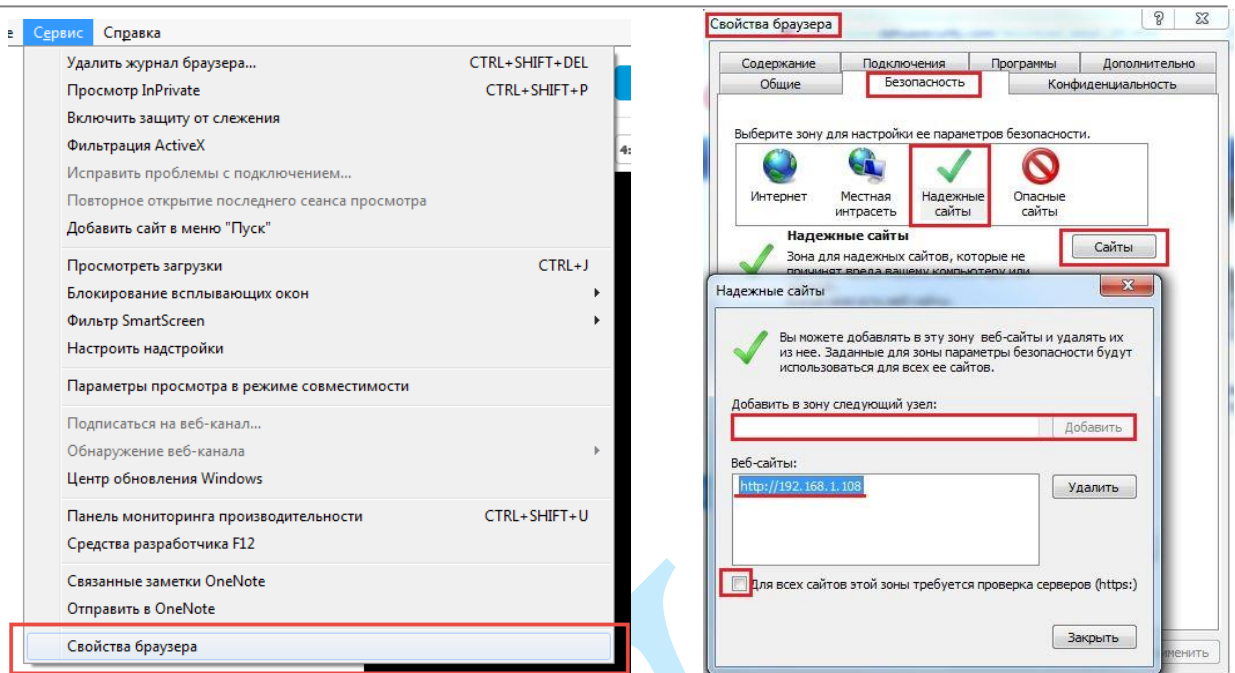 е Сервис Справка
Удалить журнал браузера... CTRL+SHIFT+DEL
Просмотр InPrivate CTRL+SHIFT+P
Включить защиту от слежения
Фильтрация ActiveX
Исправить проблемы с подключением...
Повторное открытие последнего сеанса просмотра
Добавить сайт в меню "Пуск"
Просмотреть загрузки CTRL+J
Блокирование всплывающих окон
Фильтр SmartScreen
Настроить надстройки
Параметры просмотра в режиме совместимости
Подписаться на веб-канал...
Обнаружение веб-канала
Центр обновления Windows
Панель мониторинга производительности CTRL+SHIFT+U
Средства разработчика F12
Связанные заметки OneNote
Отправить в OneNote
Свойства браузера
4:
Свойства браузера
Содержание Подключения Программы Дополнительно
Общие Безопасность Конфиденциальность
Выберите зону для настройки ее параметров безопасности.
Интернет Местная интрасеть Надежные сайты Опасные сайты
Надежные сайты
Сайты
Зона для надежных сайтов, которые не
причинят вреда вашему компьютеру или
Надежные сайты
Вы можете добавлять в эту зону веб-сайты и удалять их
из нее. Заданные для зоны параметры безопасности будут
использоваться для всех ее сайтов.
Добавить в зону следующий узел:
Добавить
Веб-сайты:
http://192.168.1.108
Удалить
Для всех сайтов этой зоны требуется проверка серверов (https:)
Закрыть
именить